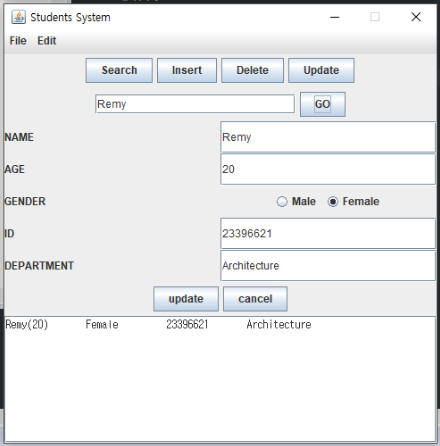 Students System
File Edit
Search Insert Delete Update
Remy GO
NAME Remy
AGE 20
GENDER Male Female
ID 23396621
DEPARTMENT Architecture
update cancel
Remy(20) Female 23396621 Architecture